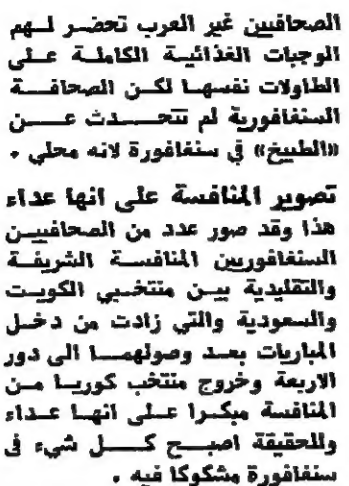 الصحافيين غير العرب تحضر لهم
الوجبات الغذائية الكاملة على
الطاولات نفسها لكن الصحافة
السنغافورية لم تتحدث عن
«الطبيخ» في سنغافورة لانه محلي .
تصوير المنافسة على انها عداء
هذا وقد صور عدد من الصحافيين
السنغافوريين المنافسة الشريفة
والتقليدية بين منتخبي الكويت
والسعودية والتي زادت من دخل
المباريات بعد وصولهما الى دور
الاربعة وخروج منتخب كوريا من
المنافسة مبكرا على انها عداء
وللحقيقة اصبح كل شيء في
سنغافورة مشكوكا فيه .